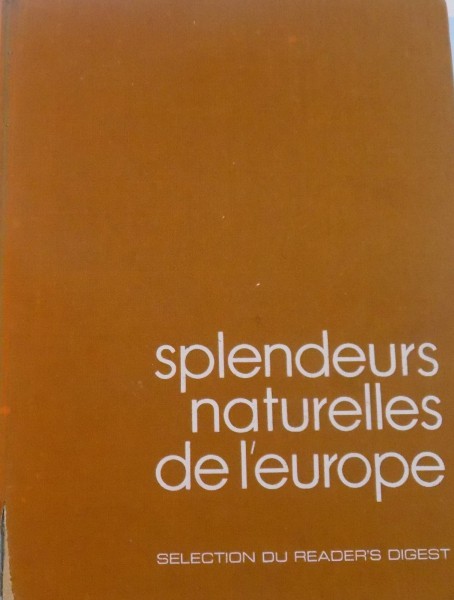 splendeurs
naturelles
de l'europe
SELECTION DU READER'S DIGEST